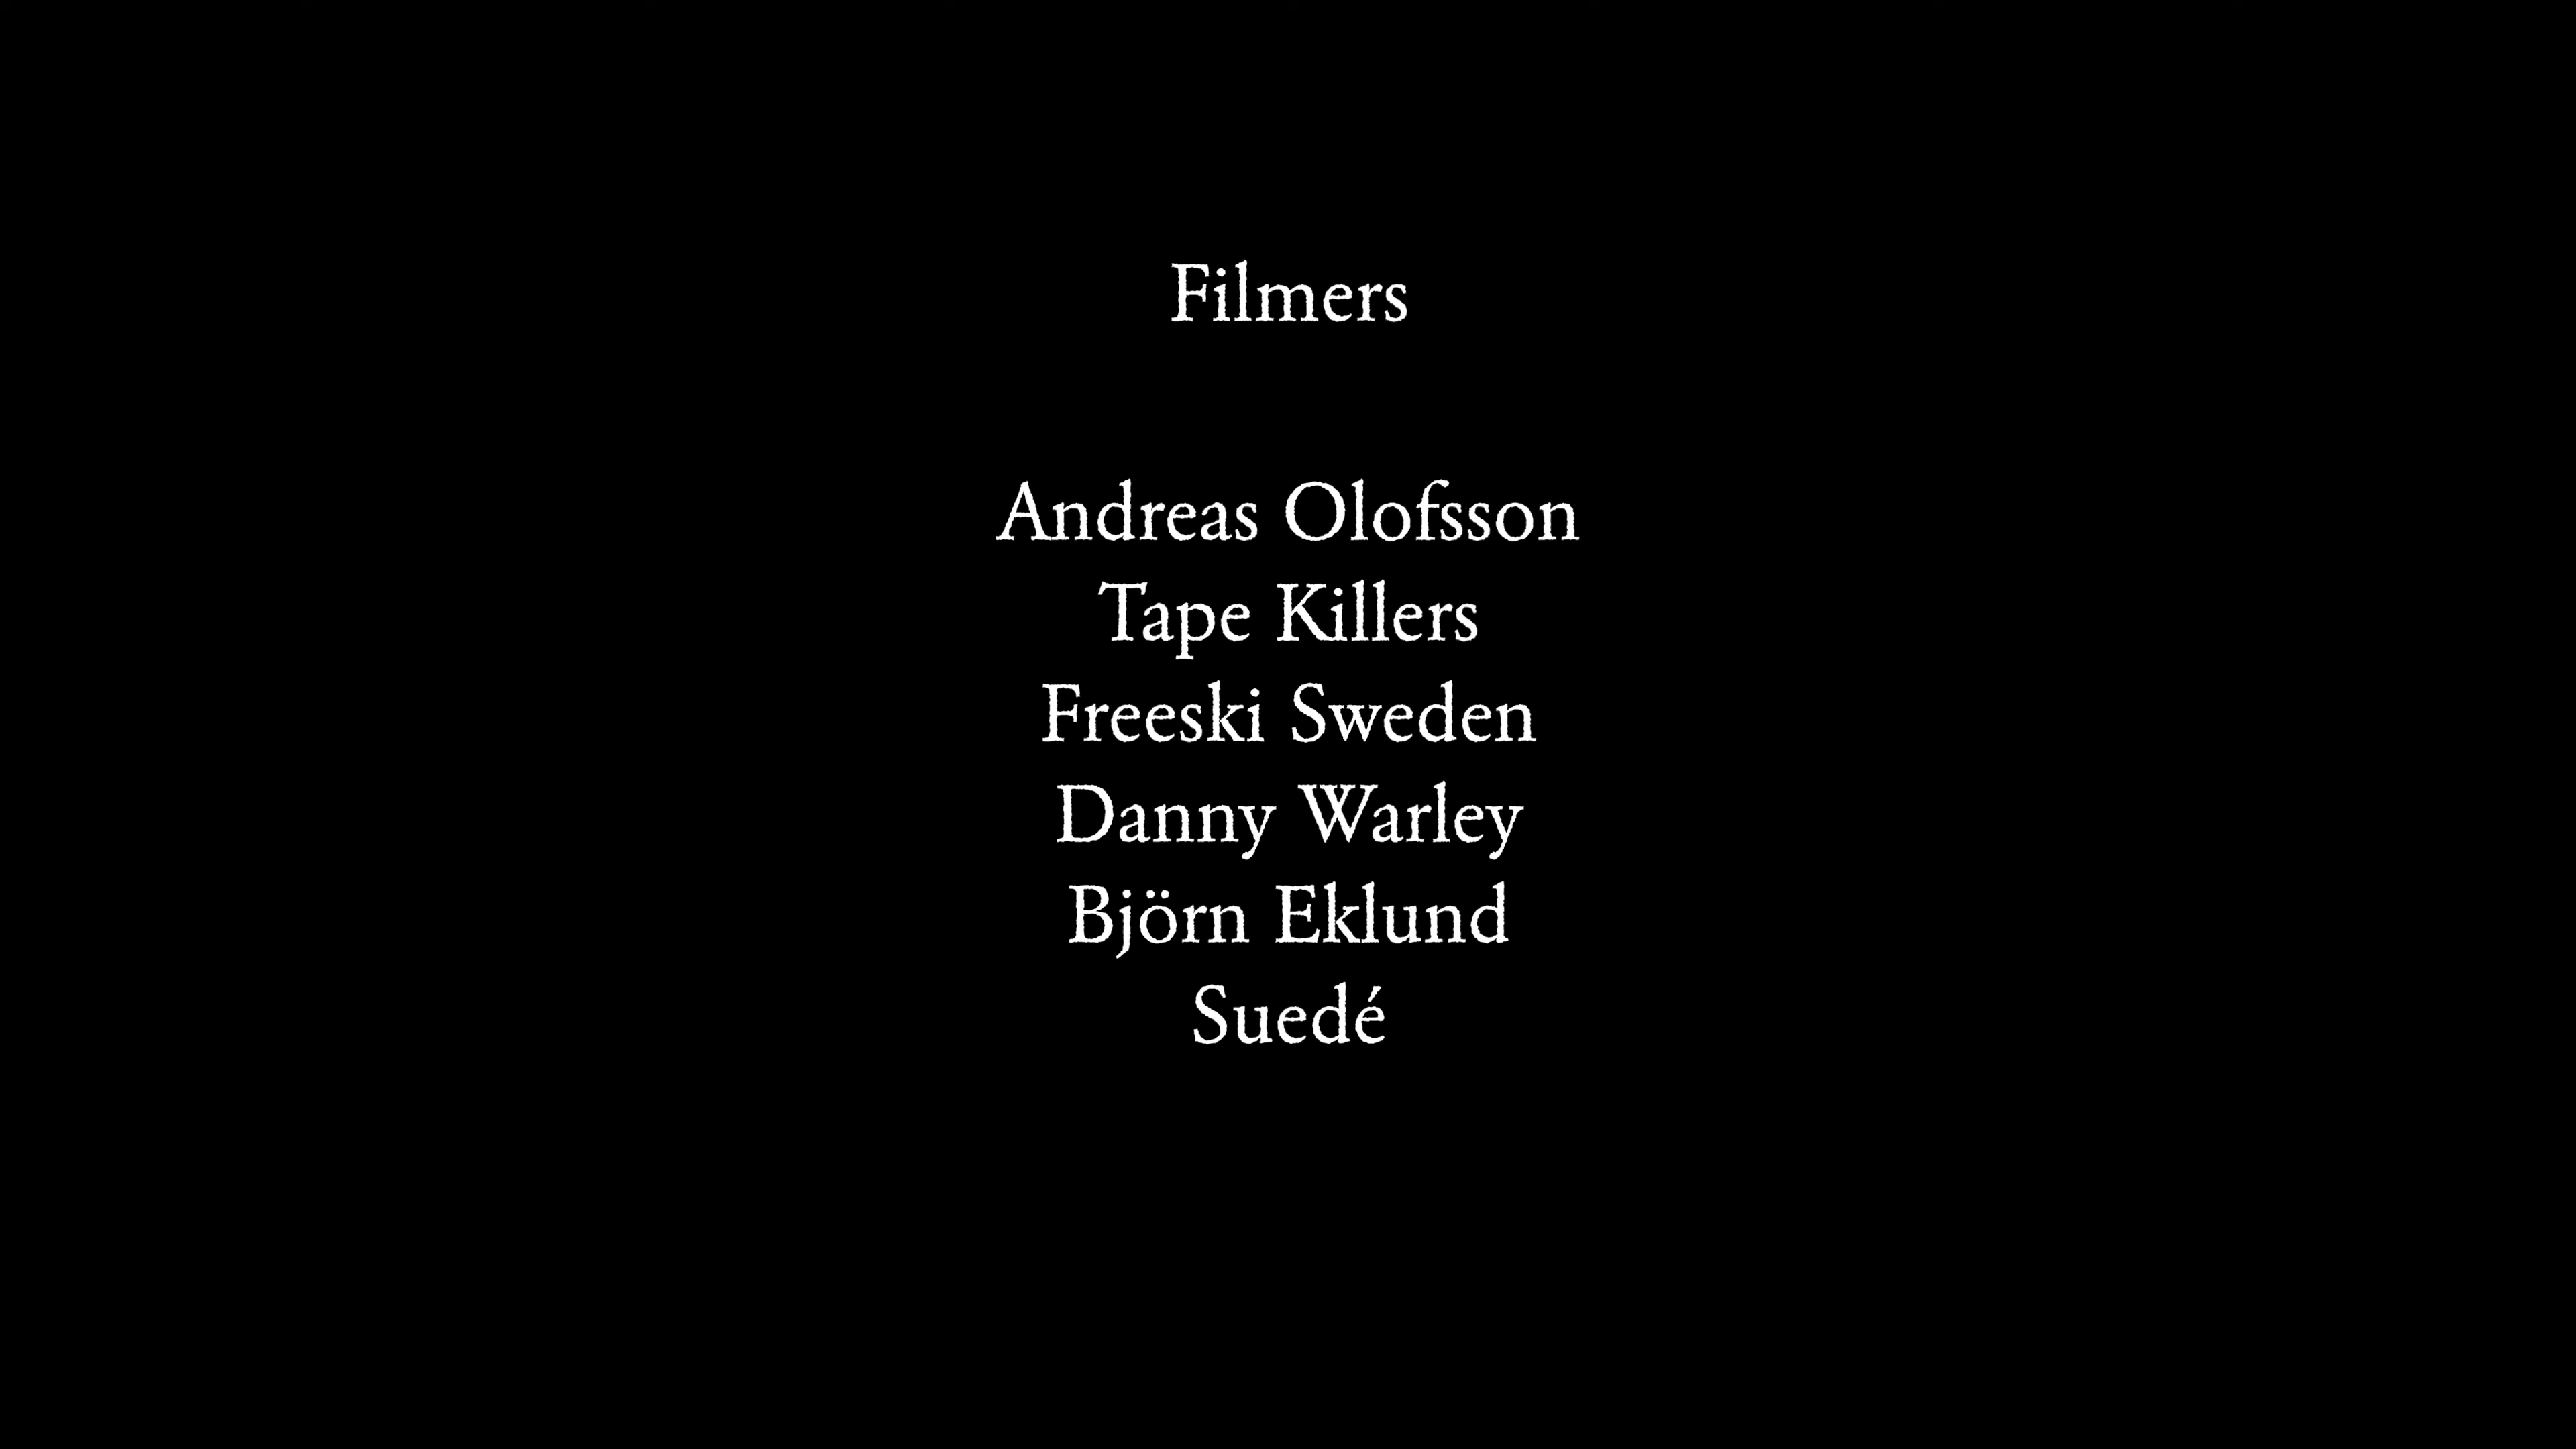 Filmers
Andreas Olofsson
Tape Killers
Freeski Sweden
Danny Warley
Björn Eklund
Suedé